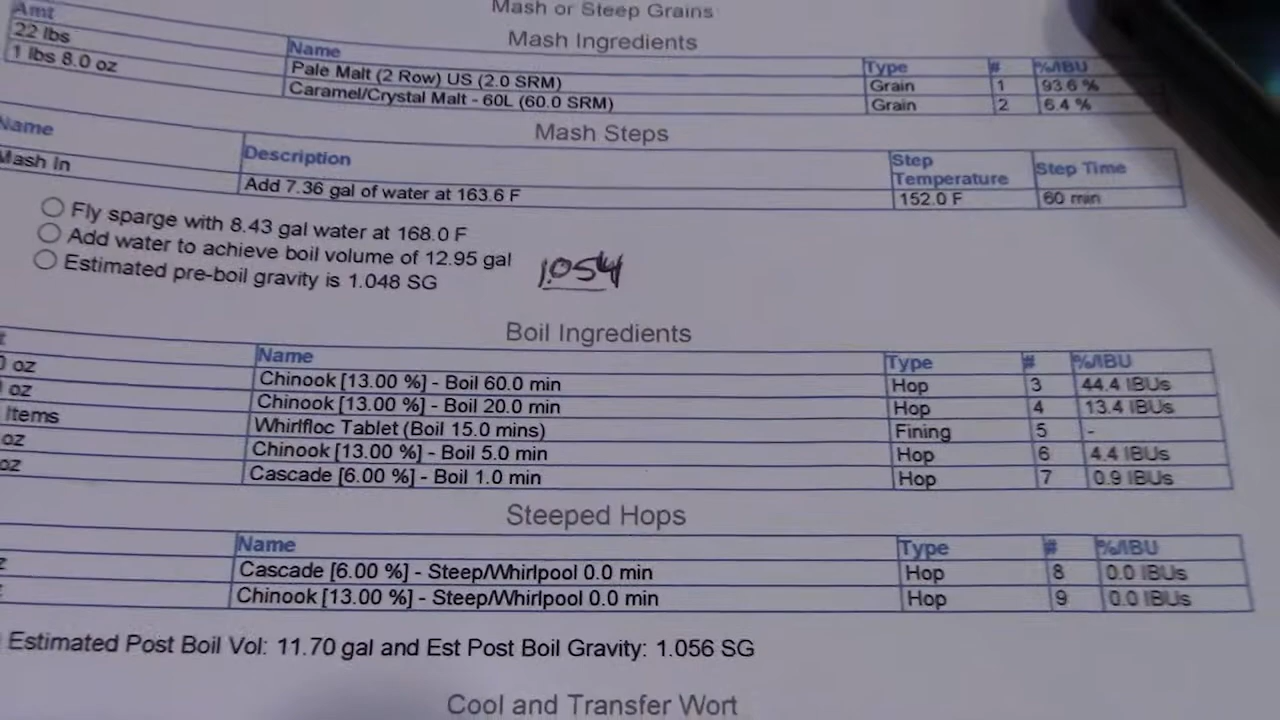 Mash or Steep Grains
Mash Ingredients
Amt Name Type # %/IBU
22 lbs Pale Malt (2 Row) US (2.0 SRM) Grain 1 93.6 %
1 lbs 8.0 oz Caramel/Crystal Malt - 60L (60.0 SRM) Grain 2 6.4 %
Mash Steps
Name Description Step Temperature Step Time
Mash In Add 7.36 gal of water at 163.6 F 152.0 F 60 min
Fly sparge with 8.43 gal water at 168.0 F
Add water to achieve boil volume of 12.95 gal
Estimated pre-boil gravity is 1.048 SG 1.054
Boil Ingredients
t Name Type # %/IBU
0 oz Chinook [13.00 %] - Boil 60.0 min Hop 3 44.4 IBUs
oz Chinook [13.00 %] - Boil 20.0 min Hop 4 13.4 IBUs
Items Whirlfloc Tablet (Boil 15.0 mins) Fining 5 -
oz Chinook [13.00 %] - Boil 5.0 min Hop 6 4.4 IBUs
oz Cascade [6.00 %] - Boil 1.0 min Hop 7 0.9 IBUs
Steeped Hops
Name Type # %/IBU
z Cascade [6.00 %] - Steep/Whirlpool 0.0 min Hop 8 0.0 IBUs
Chinook [13.00 %] - Steep/Whirlpool 0.0 min Hop 9 0.0 IBUs
Estimated Post Boil Vol: 11.70 gal and Est Post Boil Gravity: 1.056 SG
Cool and Transfer Wort